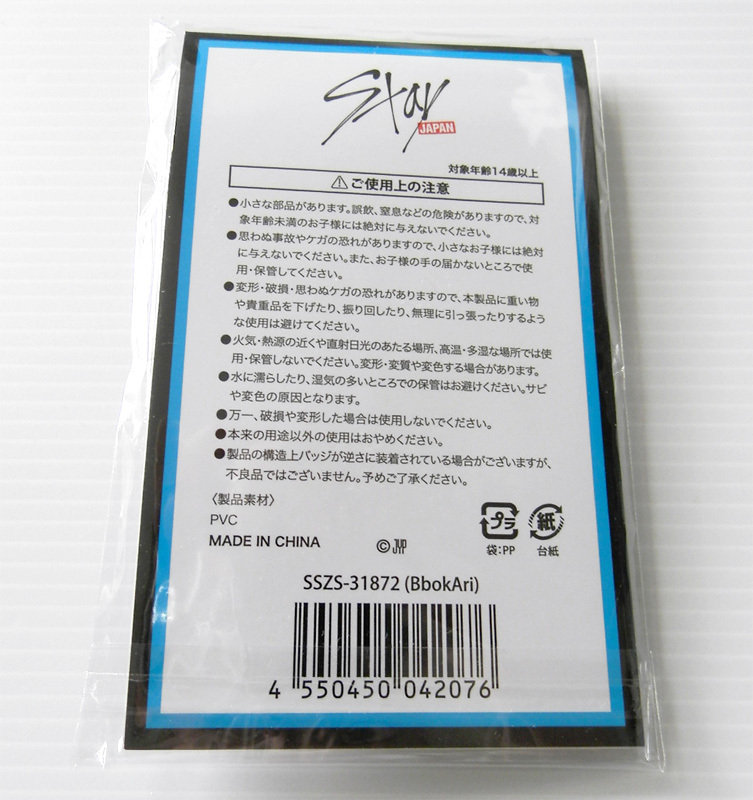 Stay
JAPAN
対象年齢14歳以上
⚠ご使用上の注意
●小さな部品があります。誤飲、窒息などの危険がありますので、対
象年齢未満のお子様には絶対に与えないでください。
●思わぬ事故やケガの恐れがありますので、小さなお子様には絶対
に与えないでください。また、お子様の手の届かないところで使
用・保管してください。
●変形・破損・思わぬケガの恐れがありますので、本製品に重い物
や貴重品を下げたり、振り回したり、無理に引っ張ったりするよう
な使用は避けてください。
●火気・熱源の近くや直射日光のあたる場所、高温・多湿な場所では使
用・保管しないでください。変形・変質や変色する場合があります。
●水に濡らしたり、湿気の多いところでの保管はお避けください。サビ
や変色の原因となります。
●万一、破損や変形した場合は使用しないでください。
●本来の用途以外の使用はおやめください。
●製品の構造上バッジが逆さに装着されている場合がございますが、
不良品ではございません。予めご了承ください。
〈製品素材〉
PVC
MADE IN CHINA
© JYP
プラ
袋:PP
紙
台紙
SSZS-31872 (BbokAri)
4 550450 042076